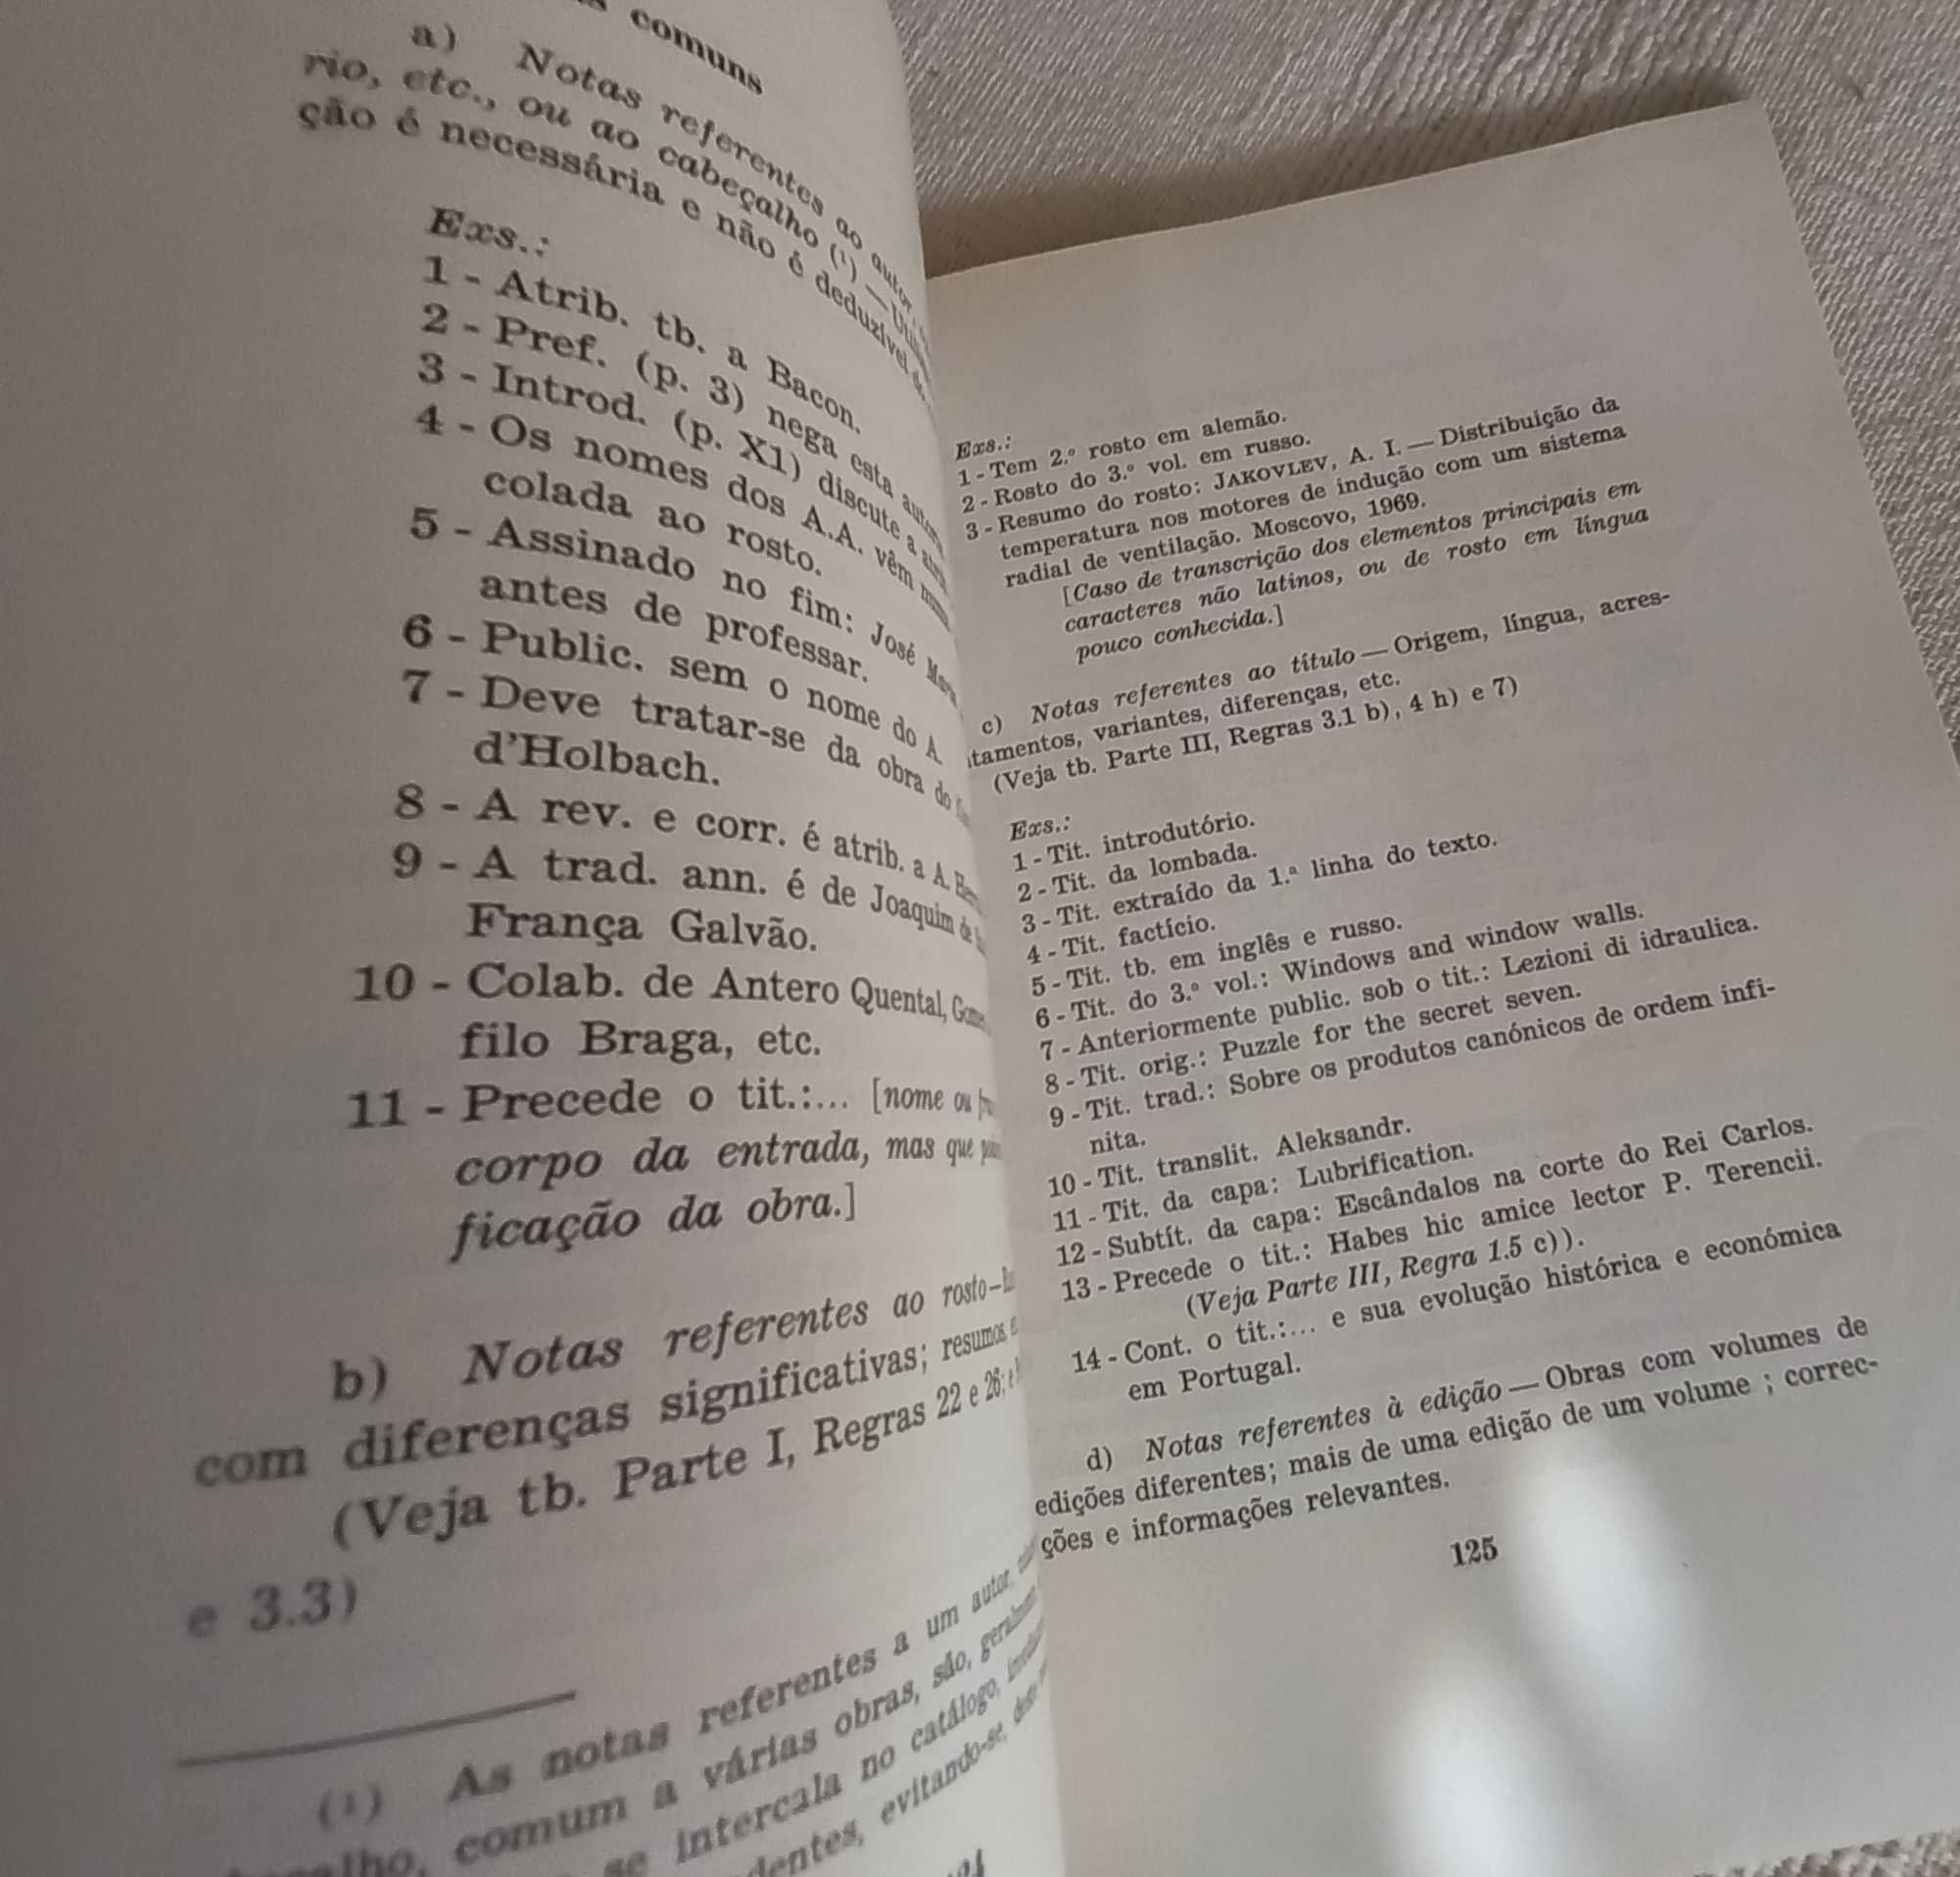 comuns
a) Notas referentes ao autor,
rio, etc., ou ao cabeçalho (¹) —
ção é necessária e não é deduzível
Exs.:
1 - Atrib. tb. a Bacon.
2 - Pref. (p. 3) nega esta
3 - Introd. (p. X1) discute a
4 - Os nomes dos A.A. vêm
colada ao rosto.
5 - Assinado no fim: José
antes de professar.
6 - Public. sem o nome do A.
7 - Deve tratar-se da obra do
d'Holbach.
8 - A rev. e corr. é atrib. a A.
9 - A trad. ann. é de Joaquim de
França Galvão.
10 - Colab. de Antero Quental,
filo Braga, etc.
11 - Precede o tit.:... [nome ou
corpo da entrada, mas que
ficação da obra.]
b) Notas referentes ao rosto —
com diferenças significativas; resumos,
(Veja tb. Parte I, Regras 22 e 26; e
e 3.3)
(¹) As notas referentes a um autor,
comum a várias obras, são,
se intercala no catálogo,
evitando-se,
Exs.:
1 - Tem 2.º rosto em alemão.
2 - Rosto do 3.º vol. em russo.
3 - Resumo do rosto: JAKOVLEV, A. I. — Distribuição da
temperatura nos motores de indução com um sistema
radial de ventilação. Moscovo, 1969.
[Caso de transcrição dos elementos principais em
caracteres não latinos, ou de rosto em língua
pouco conhecida.]
c) Notas referentes ao título — Origem, língua, acres-
tamentos, variantes, diferenças, etc.
(Veja tb. Parte III, Regras 3.1 b), 4 h) e 7)
Exs.:
1 - Tit. introdutório.
2 - Tit. da lombada.
3 - Tit. extraído da 1.ª linha do texto.
4 - Tit. factício.
5 - Tit. tb. em inglês e russo.
6 - Tit. do 3.º vol.: Windows and window walls.
7 - Anteriormente public. sob o tit.: Lezioni di idraulica.
8 - Tit. orig.: Puzzle for the secret seven.
9 - Tit. trad.: Sobre os produtos canónicos de ordem infi-
nita.
10 - Tit. translit. Aleksandr.
11 - Tit. da capa: Lubrification.
12 - Subtít. da capa: Escândalos na corte do Rei Carlos.
13 - Precede o tit.: Habes hic amice lector P. Terencii.
(Veja Parte III, Regra 1.5 c)).
14 - Cont. o tit.:... e sua evolução histórica e económica
em Portugal.
d) Notas referentes à edição — Obras com volumes de
edições diferentes; mais de uma edição de um volume ; correc-
ções e informações relevantes.
125